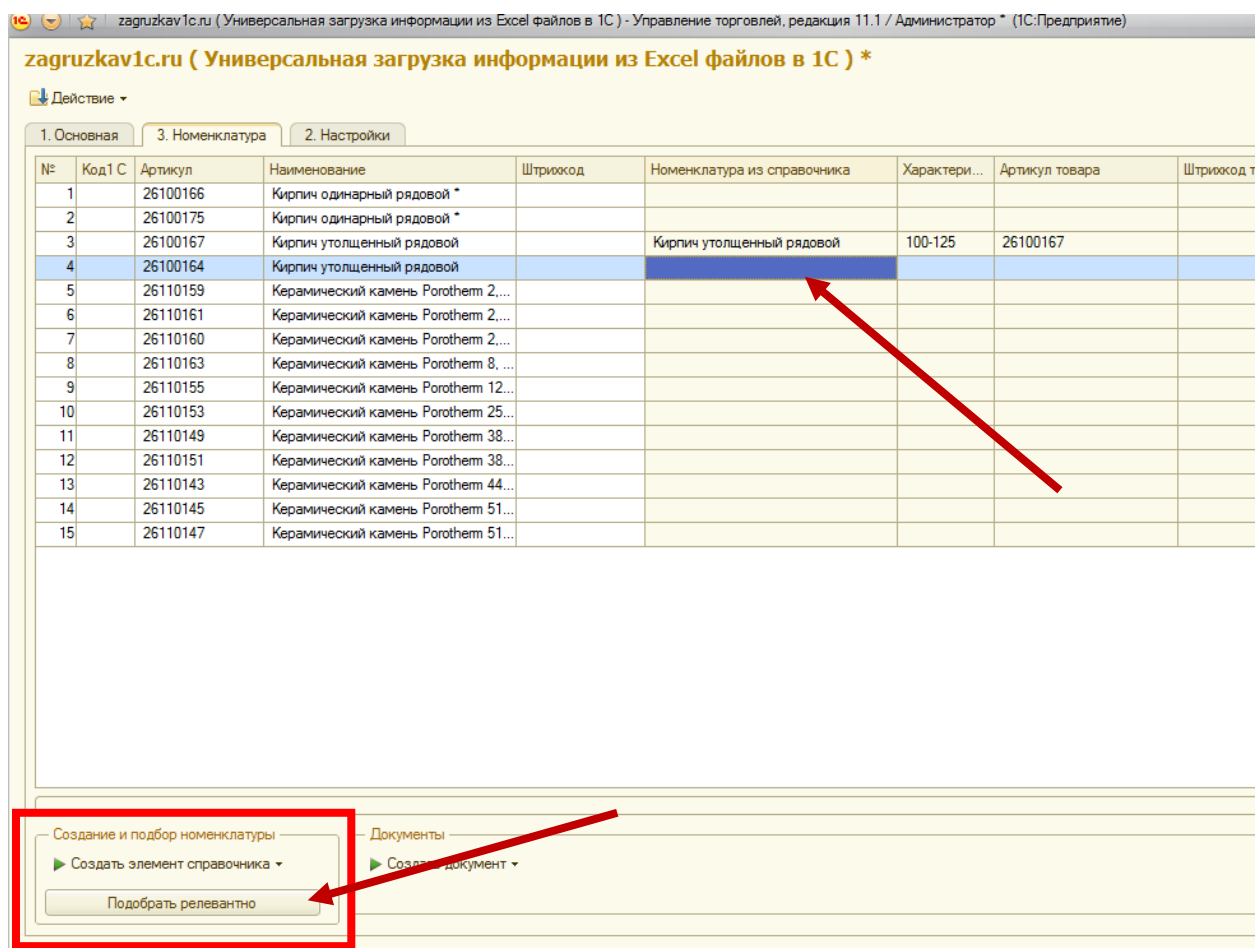 zagruzkav1c.ru ( Универсальная загрузка информации из Excel файлов в 1С ) - Управление торговлей, редакция 11.1 / Администратор * (1С:Предприятие)
zagruzkav1c.ru ( Универсальная загрузка информации из Excel файлов в 1С ) *
Действие
1. Основная 3. Номенклатура 2. Настройки
№ Код1 С Артикул Наименование Штрихкод Номенклатура из справочника Характери... Артикул товара Штрихкод т
1 26100166 Кирпич одинарный рядовой *
2 26100175 Кирпич одинарный рядовой *
3 26100167 Кирпич утолщенный рядовой Кирпич утолщенный рядовой 100-125 26100167
4 26100164 Кирпич утолщенный рядовой
5 26110159 Керамический камень Porotherm 2,...
6 26110161 Керамический камень Porotherm 2,...
7 26110160 Керамический камень Porotherm 2,...
8 26110163 Керамический камень Porotherm 8, ...
9 26110155 Керамический камень Porotherm 12...
10 26110153 Керамический камень Porotherm 25...
11 26110149 Керамический камень Porotherm 38...
12 26110151 Керамический камень Porotherm 38...
13 26110143 Керамический камень Porotherm 44...
14 26110145 Керамический камень Porotherm 51...
15 26110147 Керамический камень Porotherm 51...
Создание и подбор номенклатуры Документы
Создать элемент справочника Создать документ
Подобрать релевантно